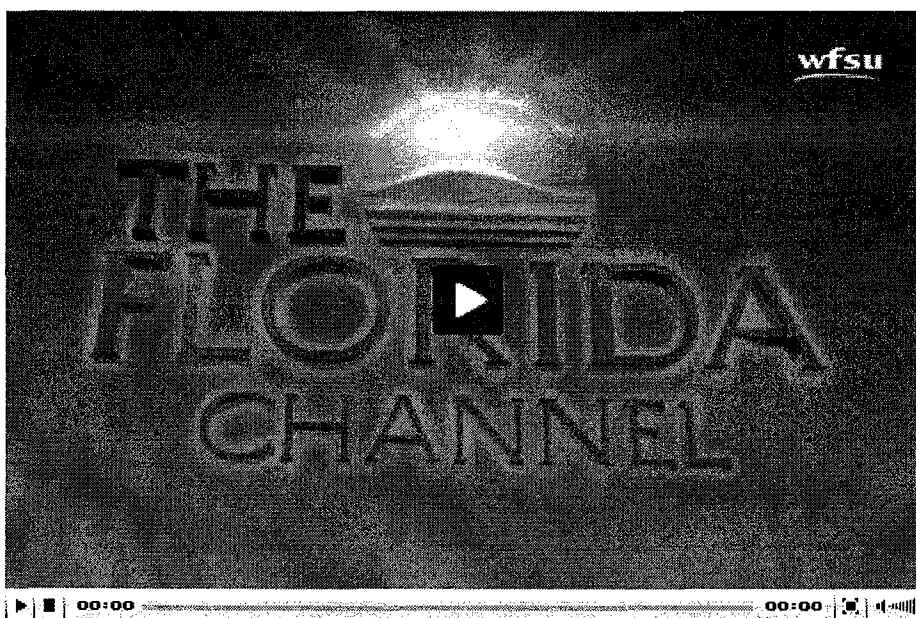 wfsu
THE
FLORIDA
CHANNEL
00:00 00:00